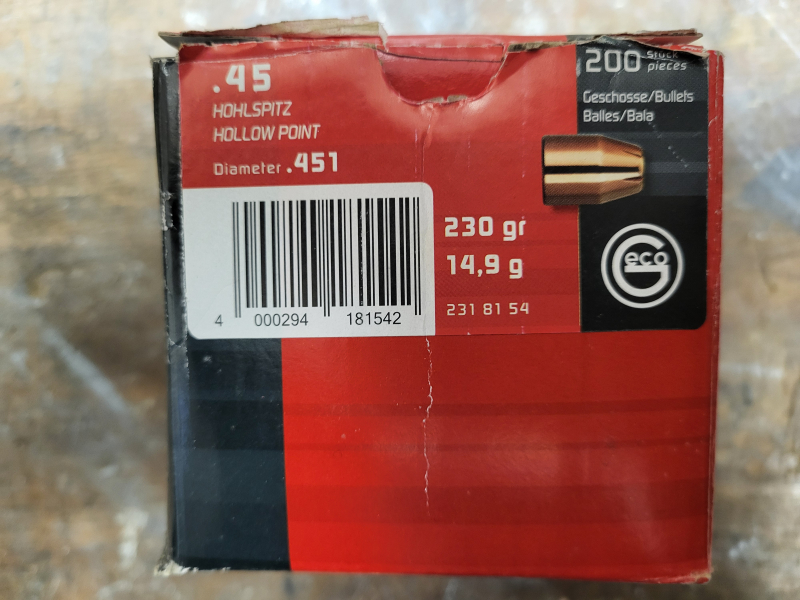 .45
HOHLSPITZ
HOLLOW POINT
Diameter .451
200 Stück
pieces
Geschosse/Bullets
Balles/Bala
230 gr
14,9 g
231 81 54
Geco
4 000294 181542